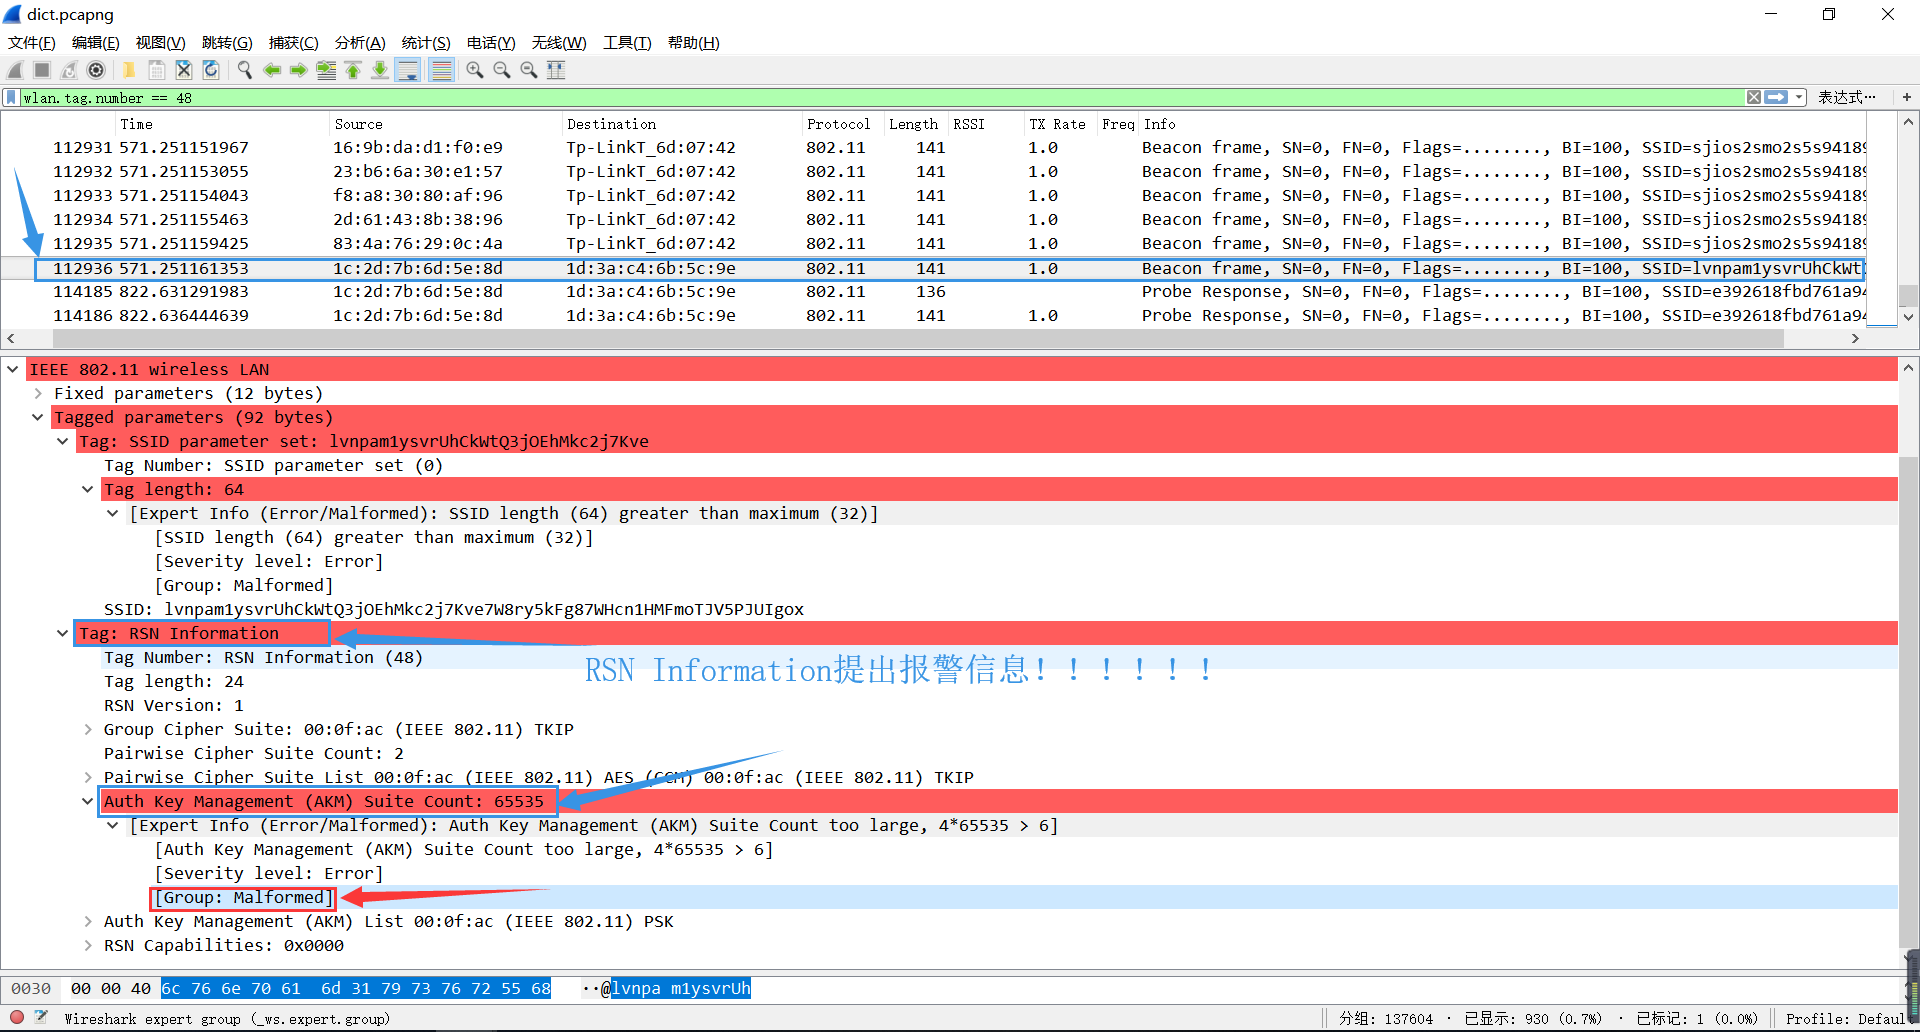 dict.pcapng
文件(F) 编辑(E) 视图(V) 跳转(G) 捕获(C) 分析(A) 统计(S) 电话(Y) 无线(W) 工具(T) 帮助(H)
wlan.tag.number == 48 表达式… +
Time Source Destination Protocol Length RSSI TX Rate Freq Info
112931 571.251151967 16:9b:da:d1:f0:e9 Tp-LinkT_6d:07:42 802.11 141 1.0 Beacon frame, SN=0, FN=0, Flags=........, BI=100, SSID=sjios2smo2s5s94189
112932 571.251153055 23:b6:6a:30:e1:57 Tp-LinkT_6d:07:42 802.11 141 1.0 Beacon frame, SN=0, FN=0, Flags=........, BI=100, SSID=sjios2smo2s5s94189
112933 571.251154043 f8:a8:30:80:af:96 Tp-LinkT_6d:07:42 802.11 141 1.0 Beacon frame, SN=0, FN=0, Flags=........, BI=100, SSID=sjios2smo2s5s94189
112934 571.251155463 2d:61:43:8b:38:96 Tp-LinkT_6d:07:42 802.11 141 1.0 Beacon frame, SN=0, FN=0, Flags=........, BI=100, SSID=sjios2smo2s5s94189
112935 571.251159425 83:4a:76:29:0c:4a Tp-LinkT_6d:07:42 802.11 141 1.0 Beacon frame, SN=0, FN=0, Flags=........, BI=100, SSID=sjios2smo2s5s94189
112936 571.251161353 1c:2d:7b:6d:5e:8d 1d:3a:c4:6b:5c:9e 802.11 141 1.0 Beacon frame, SN=0, FN=0, Flags=........, BI=100, SSID=lvnpam1ysvrUhCkWt
114185 822.631291983 1c:2d:7b:6d:5e:8d 1d:3a:c4:6b:5c:9e 802.11 136 Probe Response, SN=0, FN=0, Flags=........, BI=100, SSID=e392618fbd761a94
114186 822.636444639 1c:2d:7b:6d:5e:8d 1d:3a:c4:6b:5c:9e 802.11 141 1.0 Probe Response, SN=0, FN=0, Flags=........, BI=100, SSID=e392618fbd761a94
IEEE 802.11 wireless LAN
Fixed parameters (12 bytes)
Tagged parameters (92 bytes)
Tag: SSID parameter set: lvnpam1ysvrUhCkWtQ3jOEhMkc2j7Kve
Tag Number: SSID parameter set (0)
Tag length: 64
[Expert Info (Error/Malformed): SSID length (64) greater than maximum (32)]
[SSID length (64) greater than maximum (32)]
[Severity level: Error]
[Group: Malformed]
SSID: lvnpam1ysvrUhCkWtQ3jOEhMkc2j7Kve7W8ry5kFg87WHcn1HMFmoTJV5PJUIgox
Tag: RSN Information
Tag Number: RSN Information (48)
RSN Information提出报警信息！！！！！！
Tag length: 24
RSN Version: 1
Group Cipher Suite: 00:0f:ac (IEEE 802.11) TKIP
Pairwise Cipher Suite Count: 2
Pairwise Cipher Suite List 00:0f:ac (IEEE 802.11) AES (CCM) 00:0f:ac (IEEE 802.11) TKIP
Auth Key Management (AKM) Suite Count: 65535
[Expert Info (Error/Malformed): Auth Key Management (AKM) Suite Count too large, 4*65535 > 6]
[Auth Key Management (AKM) Suite Count too large, 4*65535 > 6]
[Severity level: Error]
[Group: Malformed]
Auth Key Management (AKM) List 00:0f:ac (IEEE 802.11) PSK
RSN Capabilities: 0x0000
0030 00 00 40 6c 76 6e 70 61 6d 31 79 73 76 72 55 68 ··@lvnpa m1ysvrUh
Wireshark expert group (_ws.expert.group) 分组: 137604 · 已显示: 930 (0.7%) · 已标记: 1 (0.0%) Profile: Default